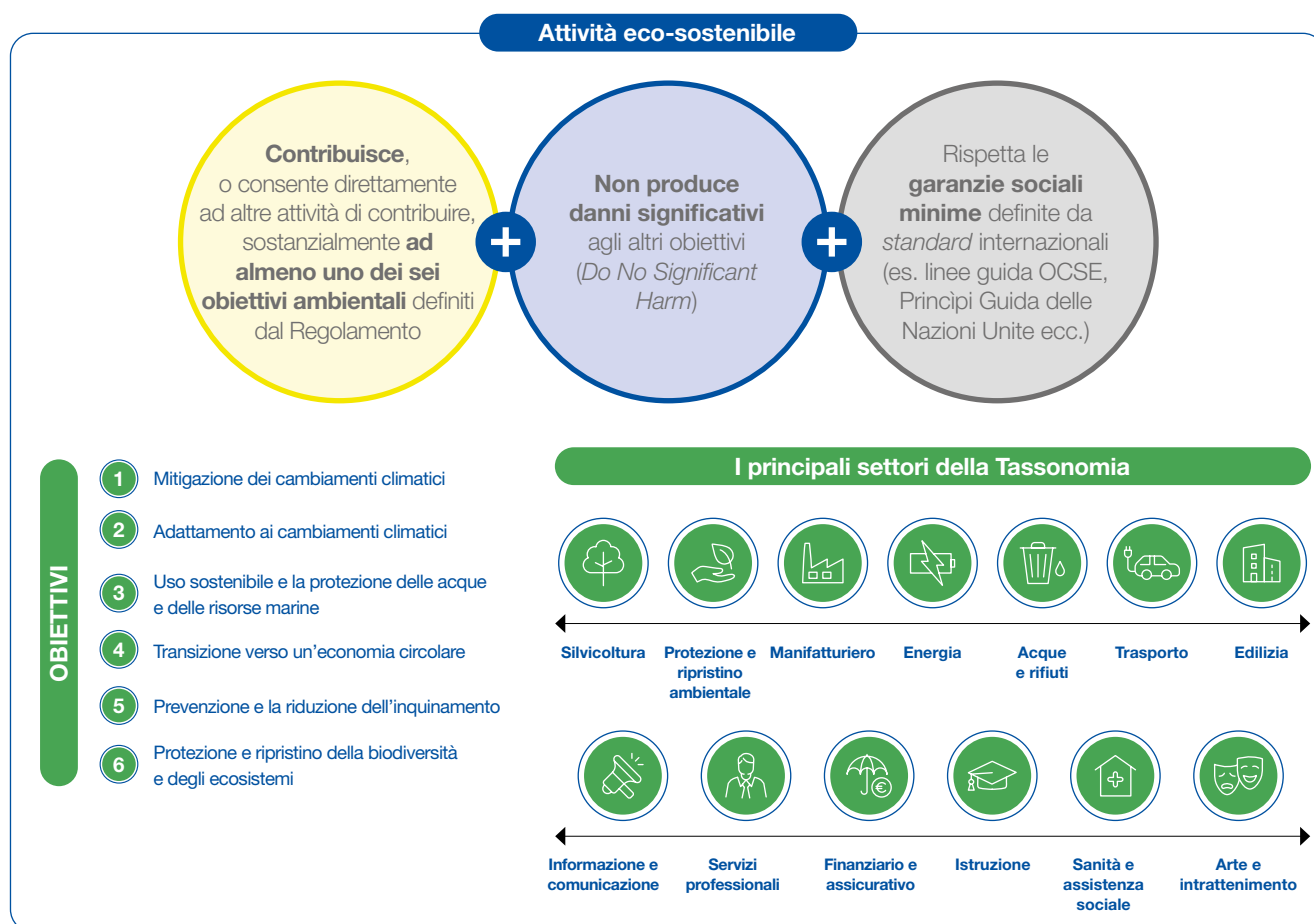 Attività eco-sostenibile
Contribuisce,
o consente direttamente
ad altre attività di contribuire,
sostanzialmente ad
almeno uno dei sei
obiettivi ambientali definiti
dal Regolamento
+
Non produce
danni significativi
agli altri obiettivi
(Do No Significant
Harm)
+
Rispetta le
garanzie sociali
minime definite da
standard internazionali
(es. linee guida OCSE,
Princìpi Guida delle
Nazioni Unite ecc.)
OBIETTIVI
1 Mitigazione dei cambiamenti climatici
2 Adattamento ai cambiamenti climatici
3 Uso sostenibile e la protezione delle acque
e delle risorse marine
4 Transizione verso un’economia circolare
5 Prevenzione e la riduzione dell’inquinamento
6 Protezione e ripristino della biodiversità
e degli ecosistemi
I principali settori della Tassonomia
Silvicoltura
Protezione e
ripristino
ambientale
Manifatturiero
Energia
Acque
e rifiuti
Trasporto
Edilizia
€
Informazione e
comunicazione
Servizi
professionali
Finanziario e
assicurativo
Istruzione
Sanità e
assistenza
sociale
Arte e
intrattenimento